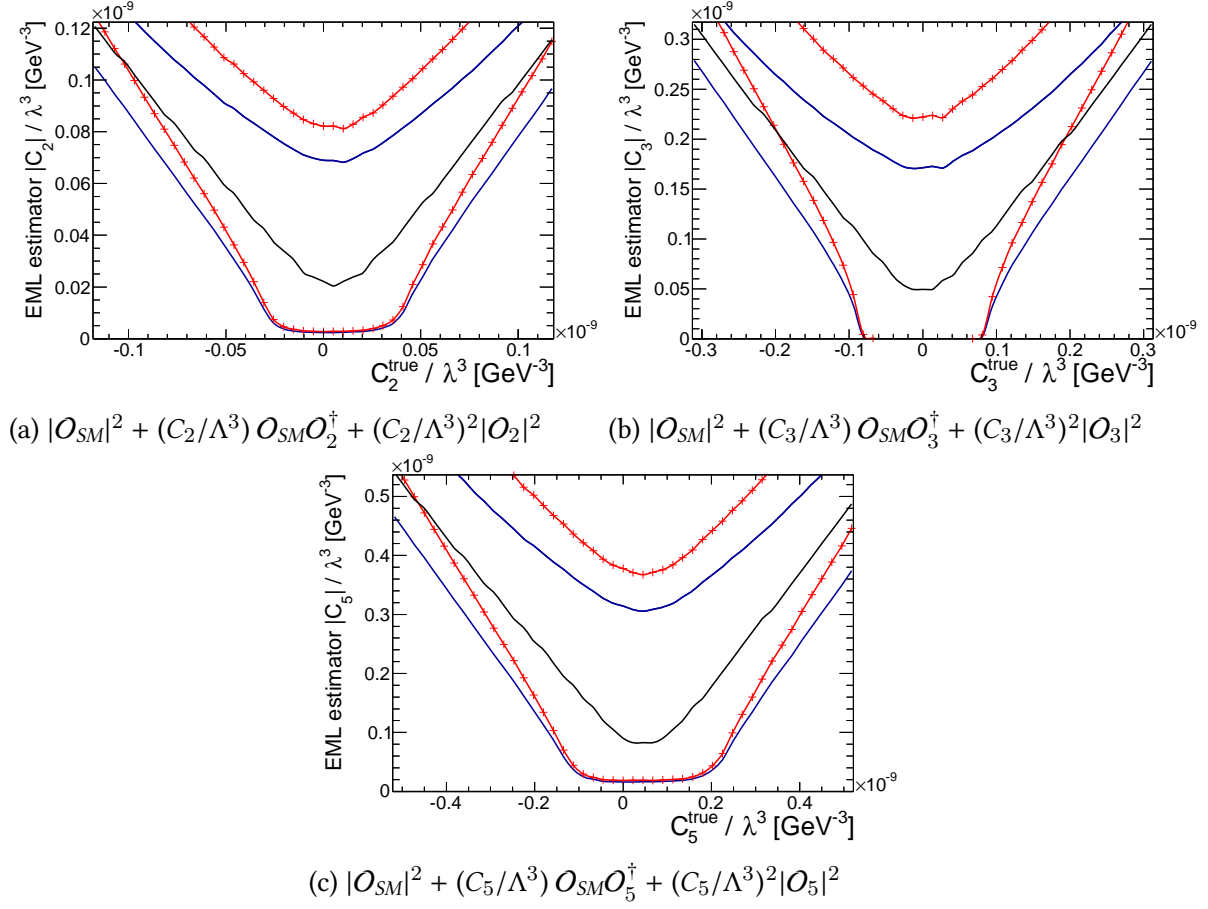 ×10⁻⁹
EML estimator |C₂| / λ³ [GeV⁻³]
0.12
0.1
0.08
0.06
0.04
0.02
0
-0.1 -0.05 0 0.05 0.1
×10⁻⁹
C₂ᵗʳᵘᵉ / λ³ [GeV⁻³]
(a) |O_SM|² + (C₂/Λ³) O_SM O₂† + (C₂/Λ³)²|O₂|²
×10⁻⁹
EML estimator |C₃| / λ³ [GeV⁻³]
0.3
0.25
0.2
0.15
0.1
0.05
0
-0.3 -0.2 -0.1 0 0.1 0.2 0.3
×10⁻⁹
C₃ᵗʳᵘᵉ / λ³ [GeV⁻³]
(b) |O_SM|² + (C₃/Λ³) O_SM O₃† + (C₃/Λ³)²|O₃|²
×10⁻⁹
EML estimator |C₅| / λ³ [GeV⁻³]
0.5
0.4
0.3
0.2
0.1
0
-0.4 -0.2 0 0.2 0.4
×10⁻⁹
C₅ᵗʳᵘᵉ / λ³ [GeV⁻³]
(c) |O_SM|² + (C₅/Λ³) O_SM O₅† + (C₅/Λ³)²|O₅|²